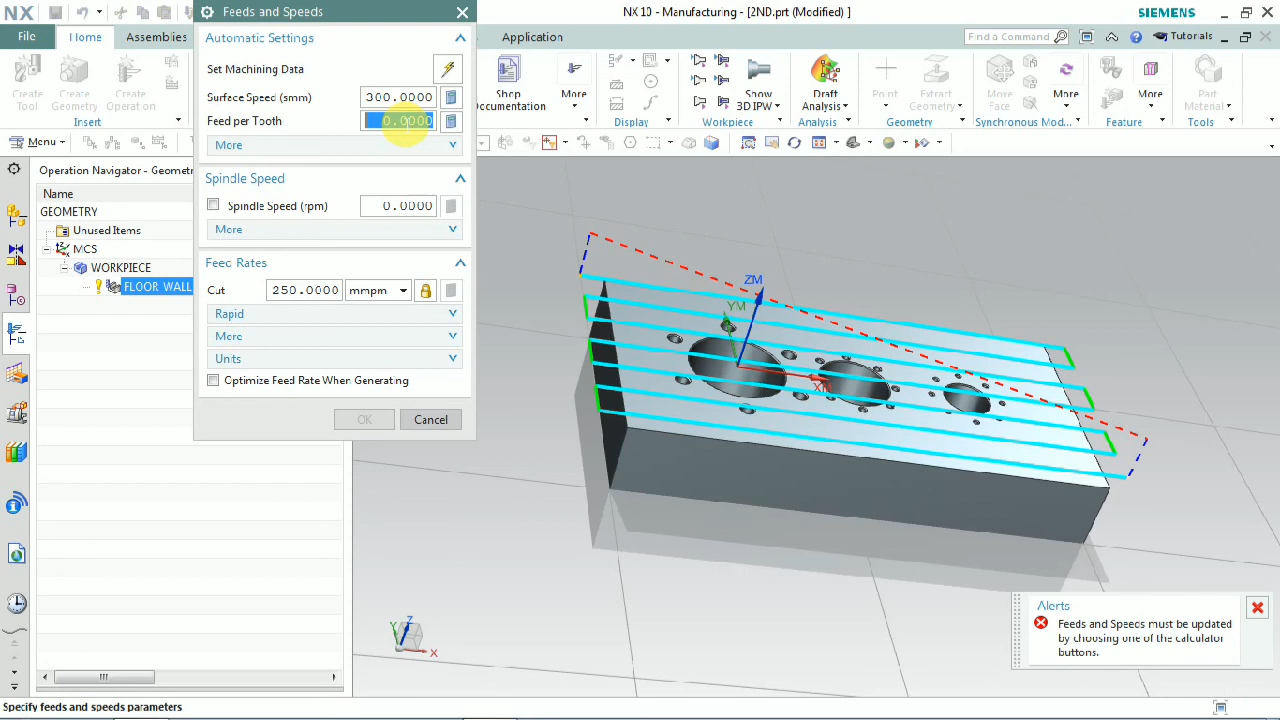 NX
Feeds and Speeds
NX 10 - Manufacturing - [2ND.prt (Modified) ]
SIEMENS
File
Home
Assemblies
Application
Find a Command
Tutorials
Create Tool
Create Geometry
Create Operation
Insert
Shop Documentation
More
Display
Show 3D IPW
Workpiece
Draft Analysis
Analysis
Point
Extract Geometry
Geometry
More Face
Synchronous Mod...
More
Feature
More
Part Material
Tools
Menu
Automatic Settings
Set Machining Data
Surface Speed (smm) 300.0000
Feed per Tooth 0.0000
More
Spindle Speed
Spindle Speed (rpm) 0.0000
More
Feed Rates
Cut 250.0000 mmpm
Rapid
More
Units
Optimize Feed Rate When Generating
OK
Cancel
Operation Navigator - Geometr
Name
GEOMETRY
Unused Items
MCS
WORKPIECE
FLOOR WALL
ZM
YM
XM
Z
Y
X
Alerts
Feeds and Speeds must be updated
by choosing one of the calculator
buttons.
Specify feeds and speeds parameters